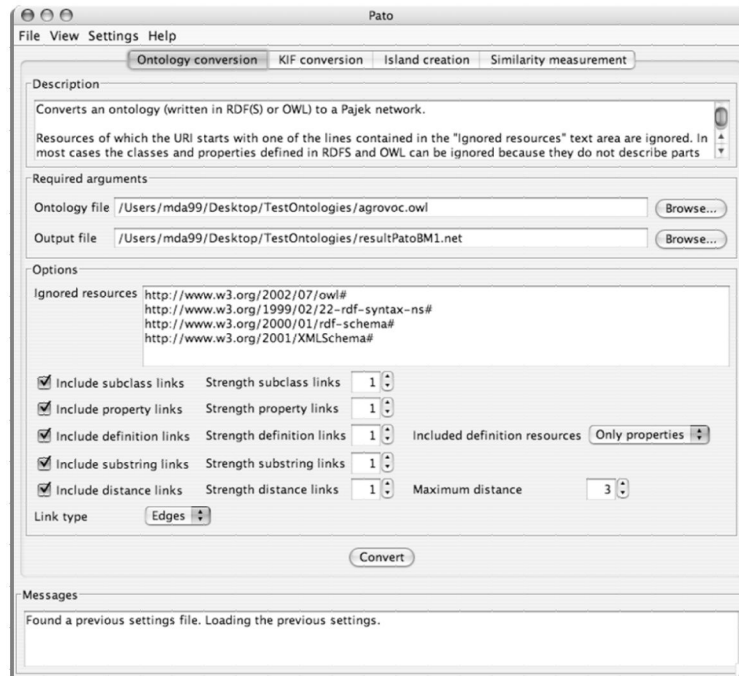 Pato
File View Settings Help
Ontology conversion KIF conversion Island creation Similarity measurement
Description
Converts an ontology (written in RDF(S) or OWL) to a Pajek network.
Resources of which the URI starts with one of the lines contained in the "Ignored resources" text area are ignored. In
most cases the classes and properties defined in RDFS and OWL can be ignored because they do not describe parts
Required arguments
Ontology file /Users/mda99/Desktop/TestOntologies/agrovoc.owl Browse...
Output file /Users/mda99/Desktop/TestOntologies/resultPatoBM1.net Browse...
Options
Ignored resources http://www.w3.org/2002/07/owl#
http://www.w3.org/1999/02/22-rdf-syntax-ns#
http://www.w3.org/2000/01/rdf-schema#
http://www.w3.org/2001/XMLSchema#
Include subclass links Strength subclass links 1
Include property links Strength property links 1
Include definition links Strength definition links 1 Included definition resources Only properties
Include substring links Strength substring links 1
Include distance links Strength distance links 1 Maximum distance 3
Link type Edges
Convert
Messages
Found a previous settings file. Loading the previous settings.